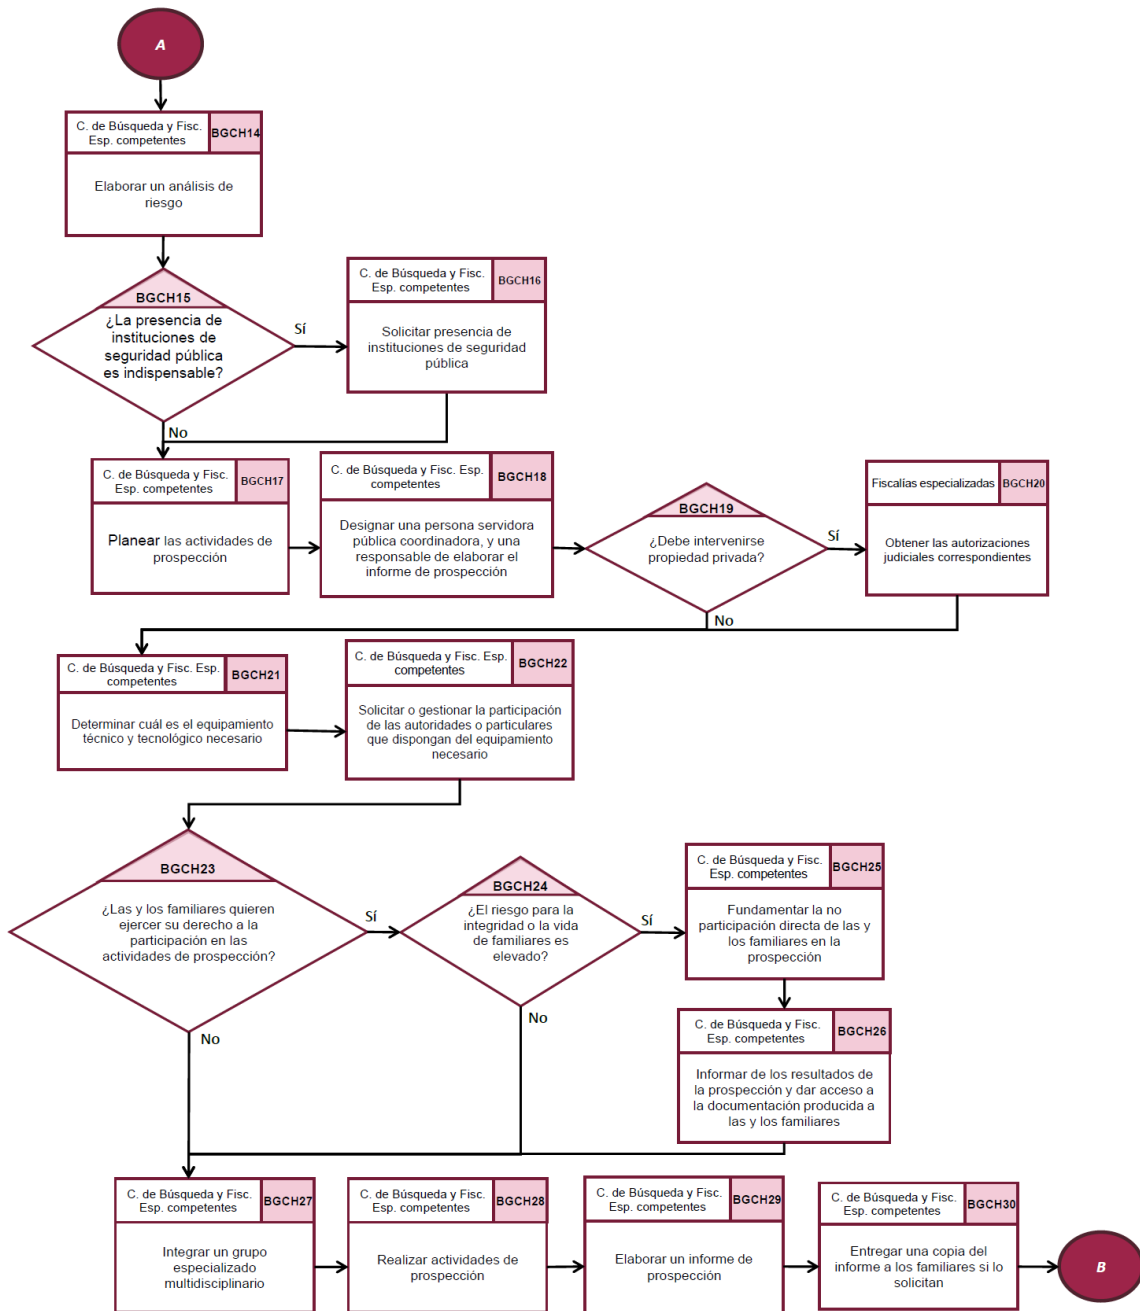 A
C. de Búsqueda y Fisc.
Esp. competentes
BGCH14
Elaborar un análisis de
riesgo
BGCH15
¿La presencia de
instituciones de
seguridad pública
es indispensable?
Sí
No
C. de Búsqueda y Fisc.
Esp. competentes
BGCH16
Solicitar presencia de
instituciones de seguridad
pública
C. de Búsqueda y Fisc.
Esp. competentes
BGCH17
Planear las actividades de
prospección
C. de Búsqueda y Fisc. Esp.
competentes
BGCH18
Designar una persona servidora
pública coordinadora, y una
responsable de elaborar el
informe de prospección
BGCH19
¿Debe intervenirse
propiedad privada?
Sí
No
Fiscalías especializadas
BGCH20
Obtener las autorizaciones
judiciales correspondientes
C. de Búsqueda y Fisc. Esp.
competentes
BGCH21
Determinar cuál es el equipamiento
técnico y tecnológico necesario
C. de Búsqueda y Fisc. Esp.
competentes
BGCH22
Solicitar o gestionar la participación
de las autoridades o particulares
que dispongan del equipamiento
necesario
BGCH23
¿Las y los familiares quieren
ejercer su derecho a la
participación en las
actividades de prospección?
Sí
No
BGCH24
¿El riesgo para la
integridad o la vida
de familiares es
elevado?
Sí
No
C. de Búsqueda y Fisc.
Esp. competentes
BGCH25
Fundamentar la no
participación directa de las y
los familiares en la
prospección
C. de Búsqueda y Fisc.
Esp. competentes
BGCH26
Informar de los resultados de
la prospección y dar acceso a
la documentación producida a
las y los familiares
C. de Búsqueda y Fisc.
Esp. competentes
BGCH27
Integrar un grupo
especializado
multidisciplinario
C. de Búsqueda y Fisc.
Esp. competentes
BGCH28
Realizar actividades de
prospección
C. de Búsqueda y Fisc.
Esp. competentes
BGCH29
Elaborar un informe de
prospección
C. de Búsqueda y Fisc.
Esp. competentes
BGCH30
Entregar una copia del
informe a los familiares si lo
solicitan
B